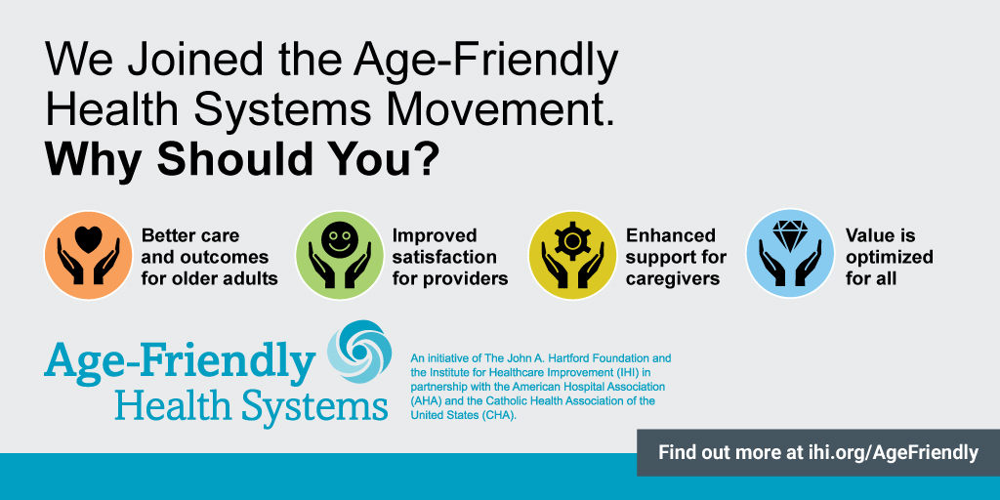 We Joined the Age-Friendly
Health Systems Movement.
Why Should You?
Better care
and outcomes
for older adults
Improved
satisfaction
for providers
Enhanced
support for
caregivers
Value is
optimized
for all
Age-Friendly
Health Systems
An initiative of The John A. Hartford Foundation and
the Institute for Healthcare Improvement (IHI) in
partnership with the American Hospital Association
(AHA) and the Catholic Health Association of the
United States (CHA).
Find out more at ihi.org/AgeFriendly